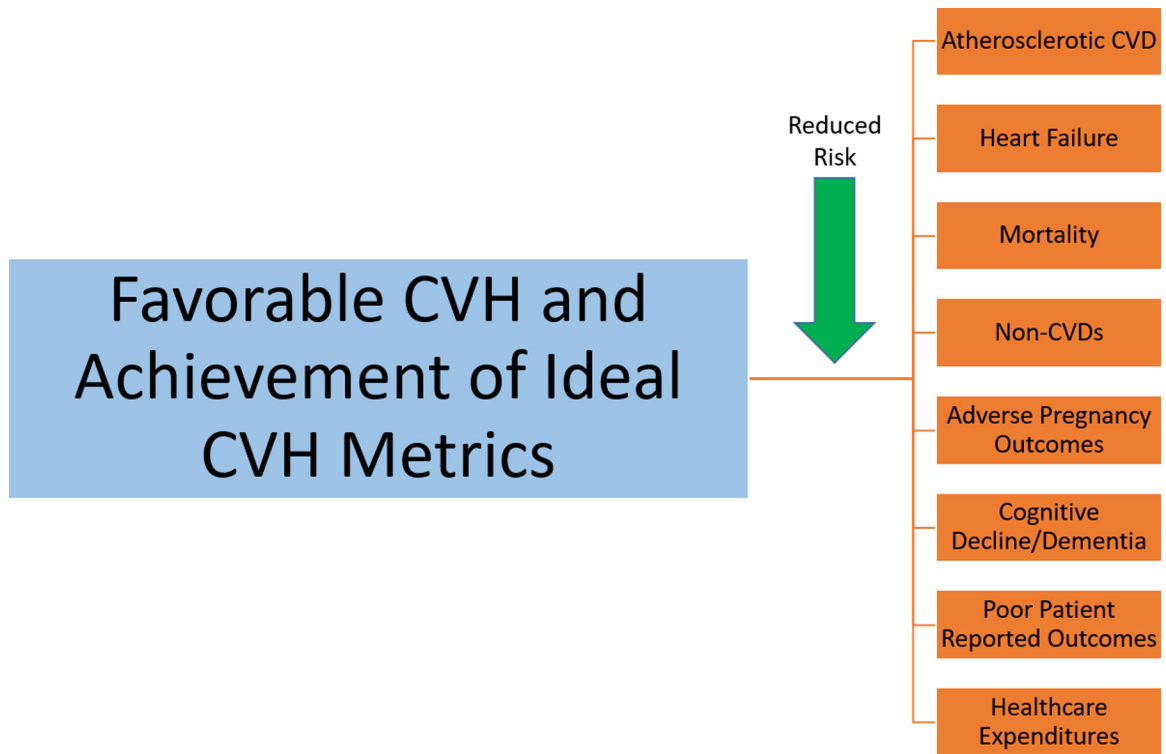 Favorable CVH and
Achievement of Ideal
CVH Metrics
Reduced
Risk
Atherosclerotic CVD
Heart Failure
Mortality
Non-CVDs
Adverse Pregnancy
Outcomes
Cognitive
Decline/Dementia
Poor Patient
Reported Outcomes
Healthcare
Expenditures